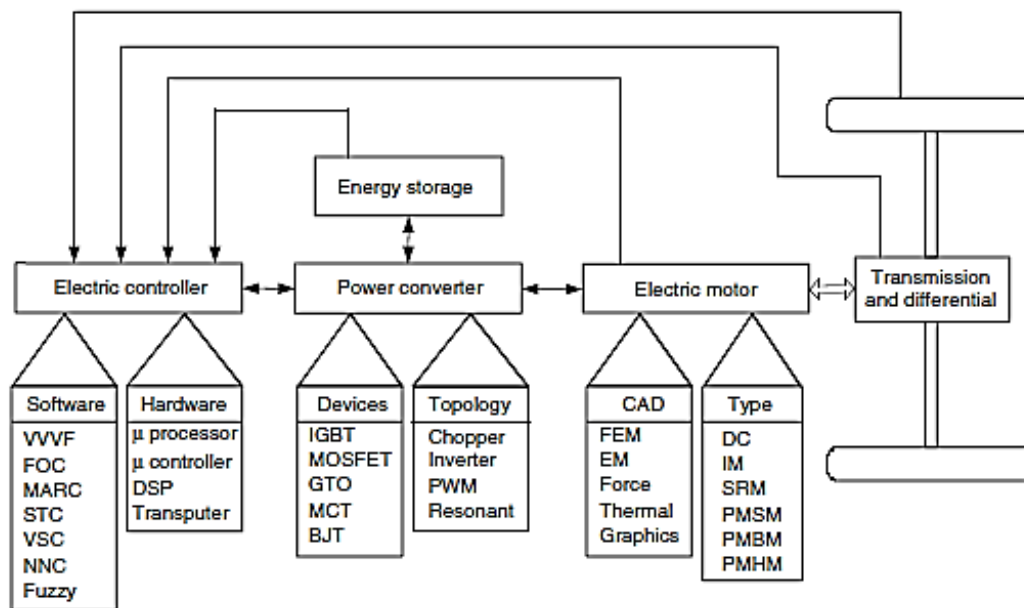 Energy storage
Electric controller
Power converter
Electric motor
Transmission
and differential
Software
VVVF
FOC
MARC
STC
VSC
NNC
Fuzzy
Hardware
μ processor
μ controller
DSP
Transputer
Devices
IGBT
MOSFET
GTO
MCT
BJT
Topology
Chopper
Inverter
PWM
Resonant
CAD
FEM
EM
Force
Thermal
Graphics
Type
DC
IM
SRM
PMSM
PMBM
PMHM